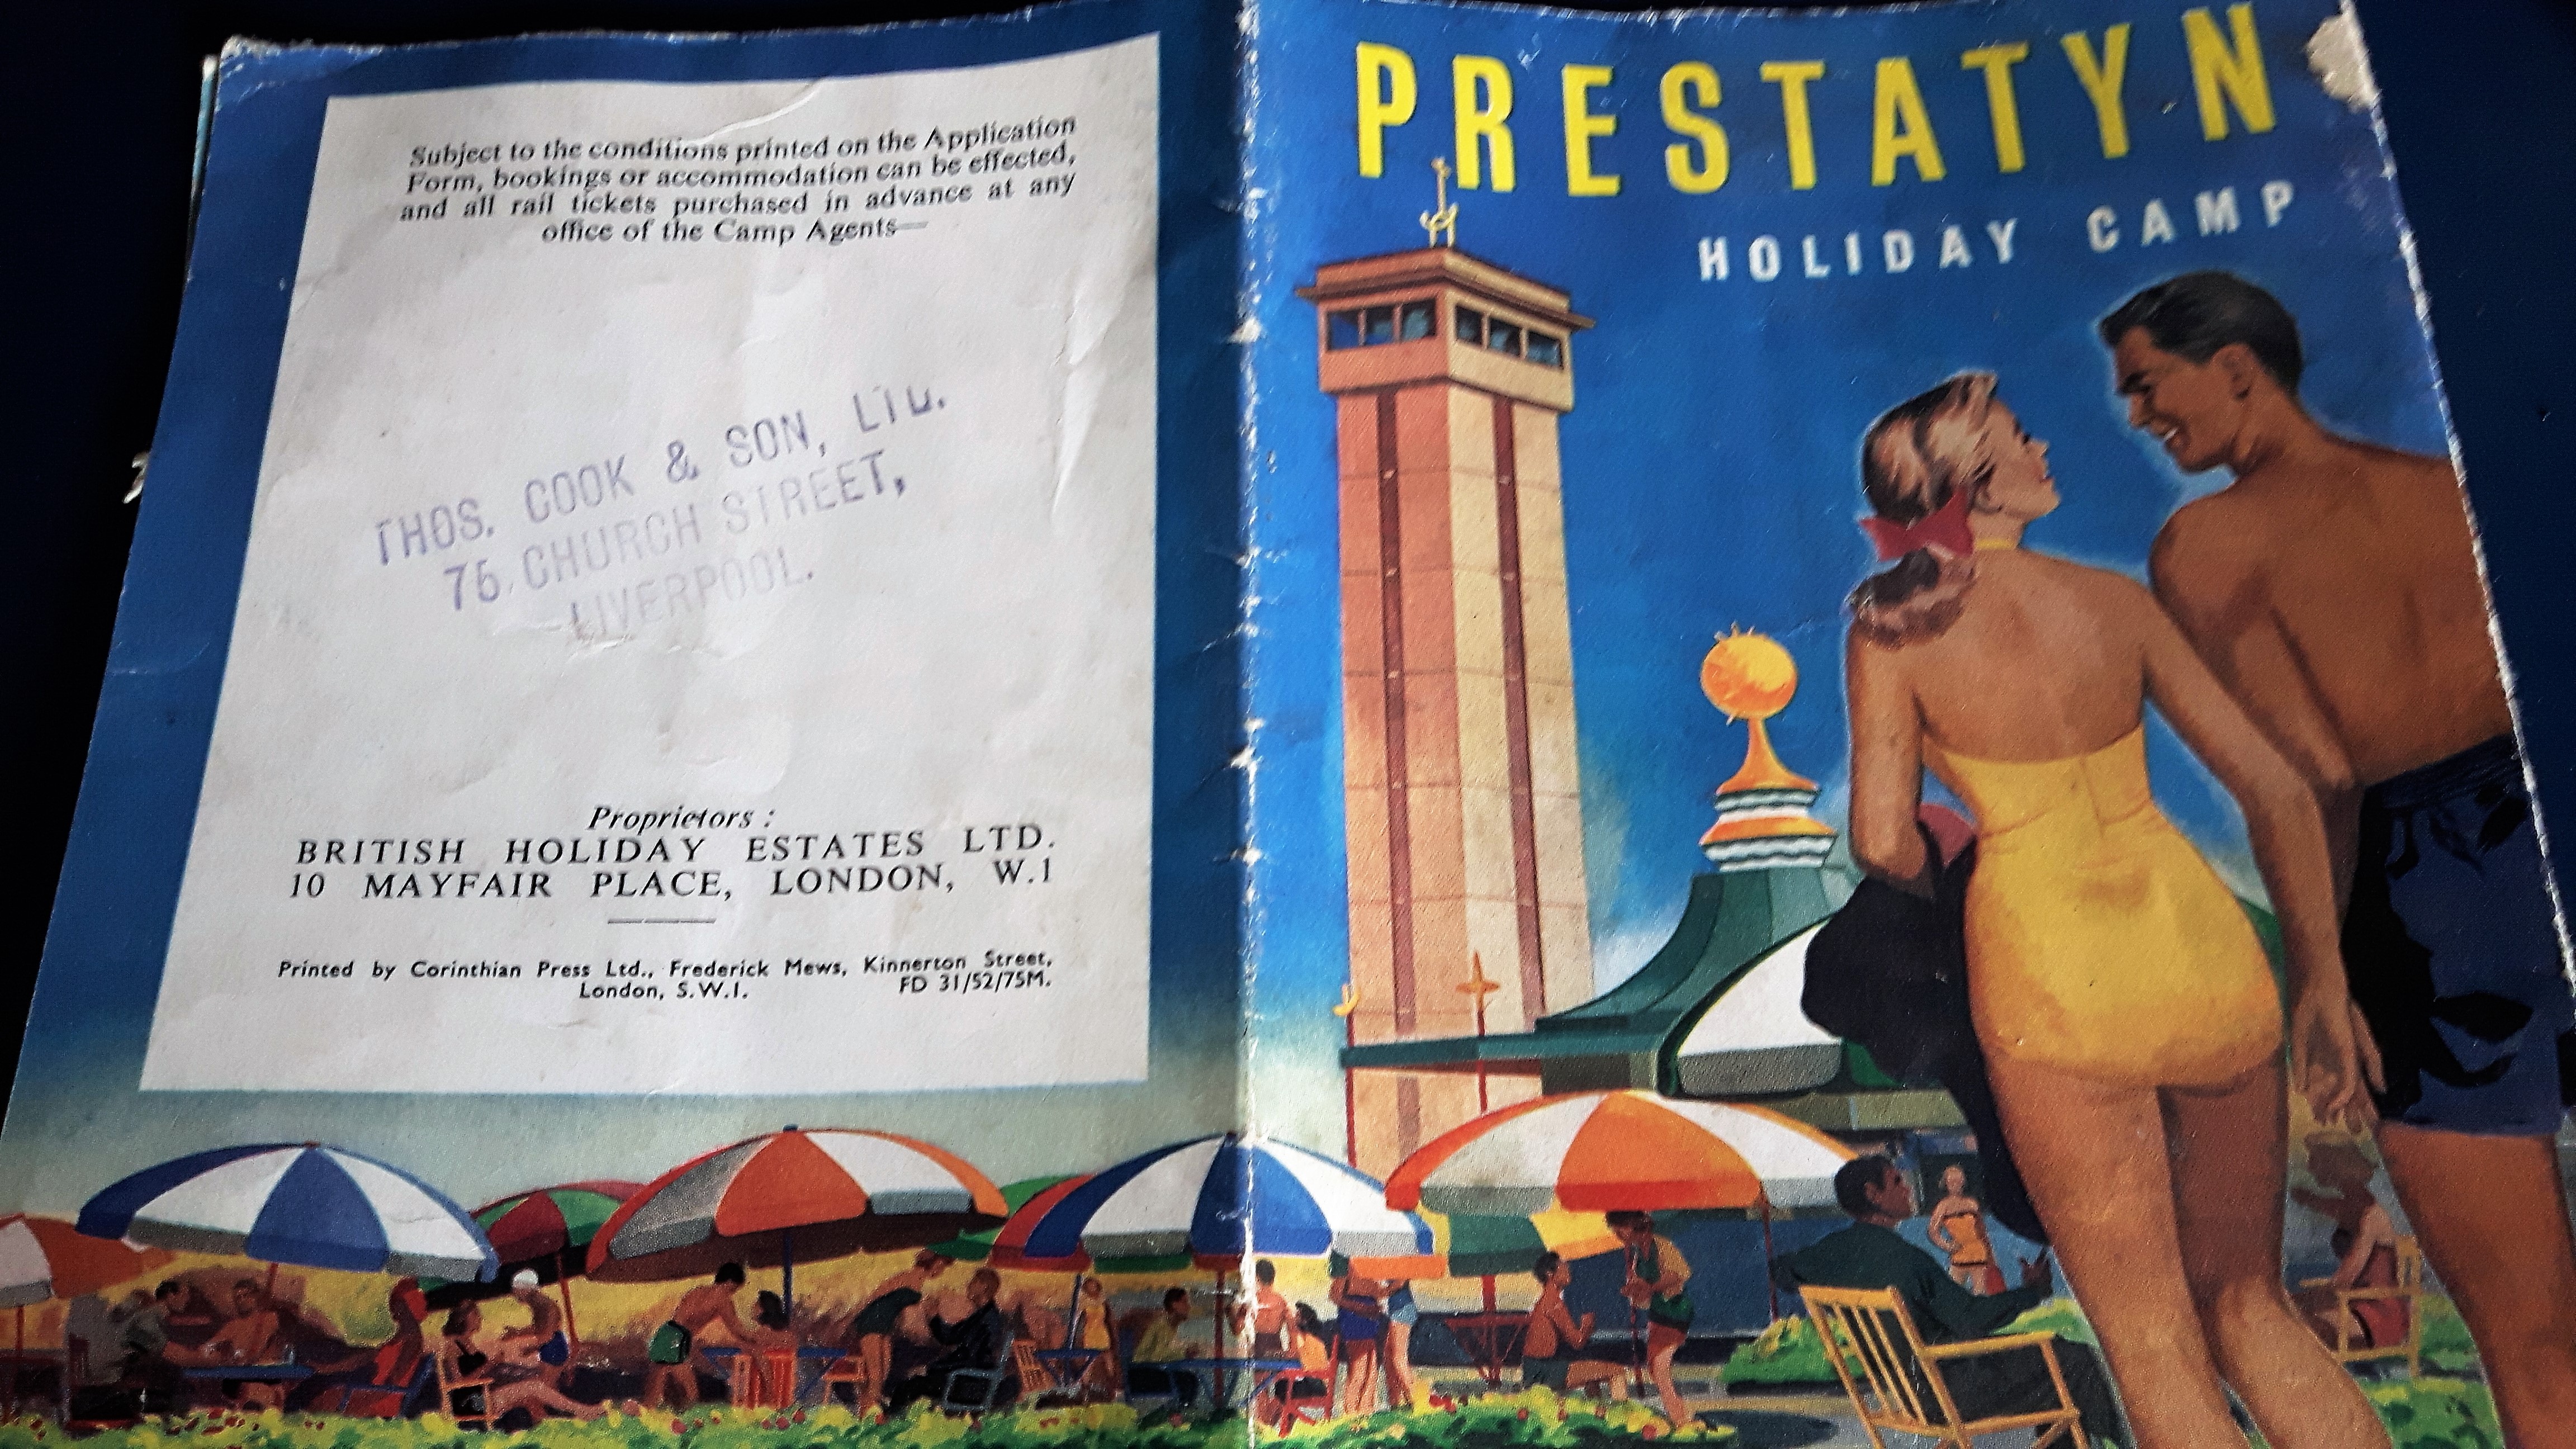 Subject to the conditions printed on the Application
Form, bookings or accommodation can be effected,
and all rail tickets purchased in advance at any
office of the Camp Agents—
THOS. COOK & SON, LTD.
75, CHURCH STREET,
LIVERPOOL.
Proprietors :
BRITISH HOLIDAY ESTATES LTD.
10 MAYFAIR PLACE, LONDON, W.1
Printed by Corinthian Press Ltd., Frederick Mews, Kinnerton Street,
London, S.W.1. FD 31/52/75M.
PRESTATYN
HOLIDAY CAMP